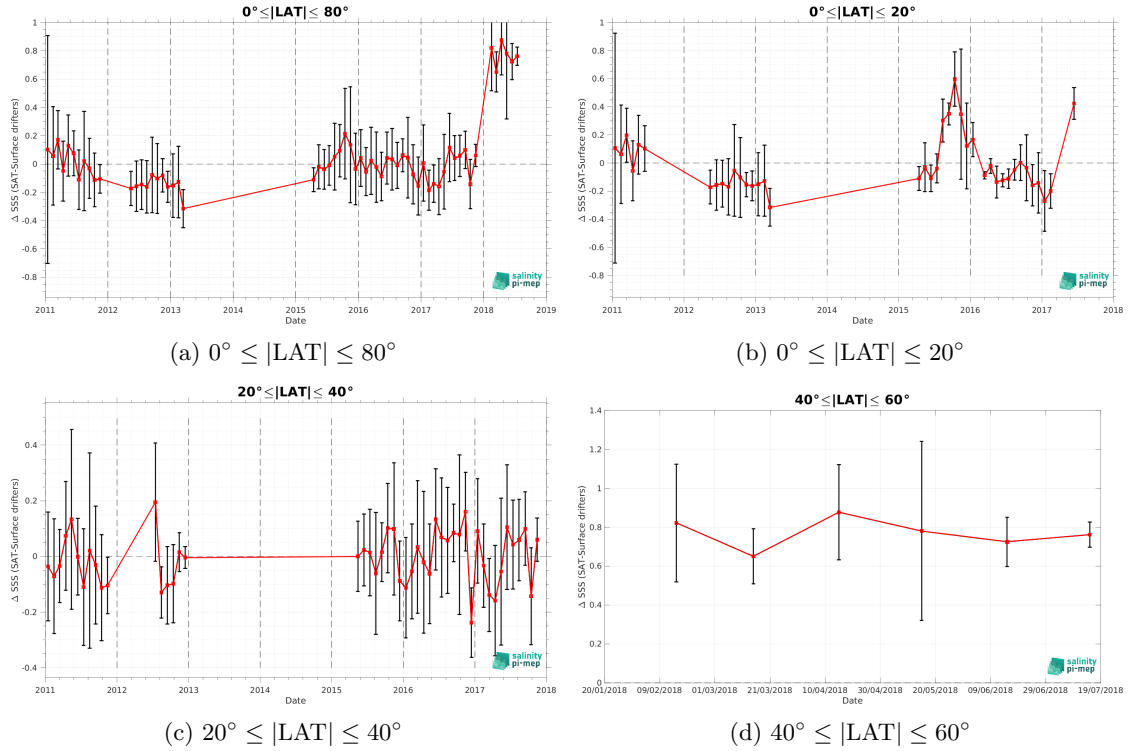 0°≤|LAT|≤ 80°
1
0.8
0.6
0.4
0.2
0
-0.2
-0.4
-0.6
-0.8
Δ SSS (SAT-Surface drifters)
salinity
pi-mep
2011 2012 2013 2014 2015 2016 2017 2018 2019
Date
(a) 0° ≤ |LAT| ≤ 80°
0°≤|LAT|≤ 20°
1
0.8
0.6
0.4
0.2
0
-0.2
-0.4
-0.6
-0.8
Δ SSS (SAT-Surface drifters)
salinity
pi-mep
2011 2012 2013 2014 2015 2016 2017 2018
Date
(b) 0° ≤ |LAT| ≤ 20°
20°≤|LAT|≤ 40°
0.4
0.2
0
-0.2
-0.4
Δ SSS (SAT-Surface drifters)
salinity
pi-mep
2011 2012 2013 2014 2015 2016 2017 2018
Date
(c) 20° ≤ |LAT| ≤ 40°
40°≤|LAT|≤ 60°
1.4
1.2
1
0.8
0.6
0.4
0.2
0
Δ SSS (SAT-Surface drifters)
salinity
pi-mep
20/01/2018 09/02/2018 01/03/2018 21/03/2018 10/04/2018 30/04/2018 20/05/2018 09/06/2018 29/06/2018 19/07/2018
Date
(d) 40° ≤ |LAT| ≤ 60°